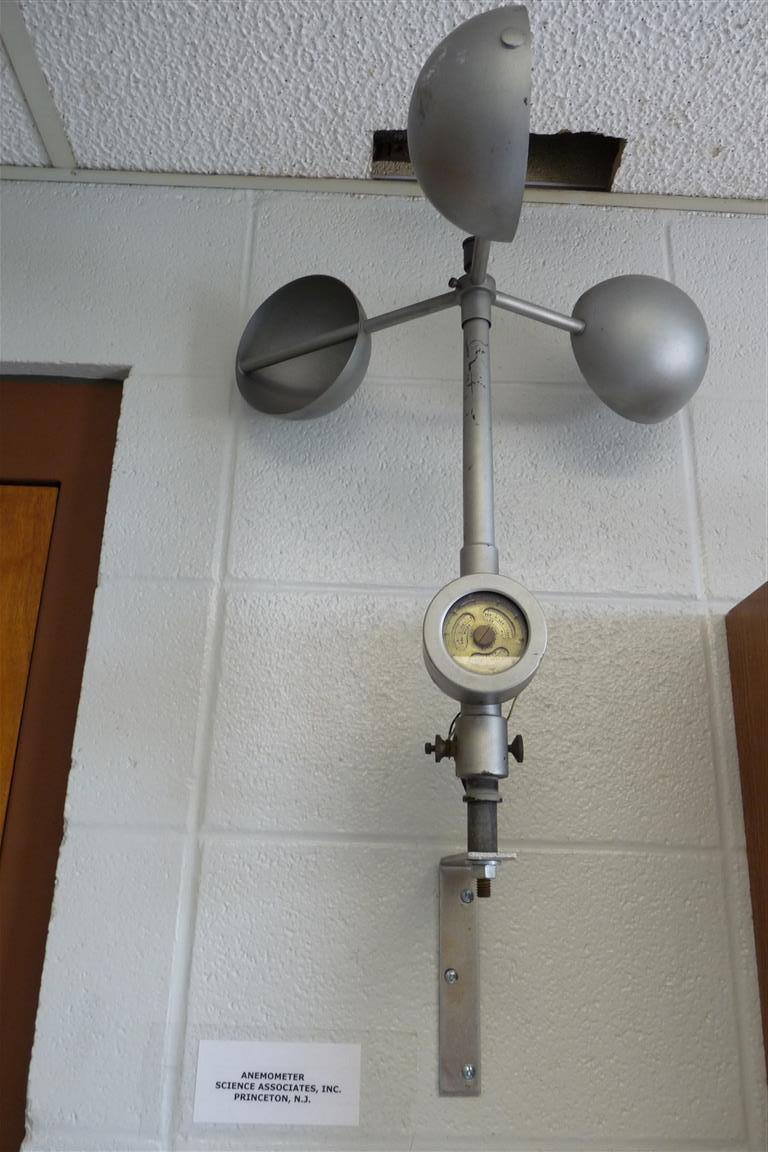 ANEMOMETER
SCIENCE ASSOCIATES, INC.
PRINCETON, N.J.